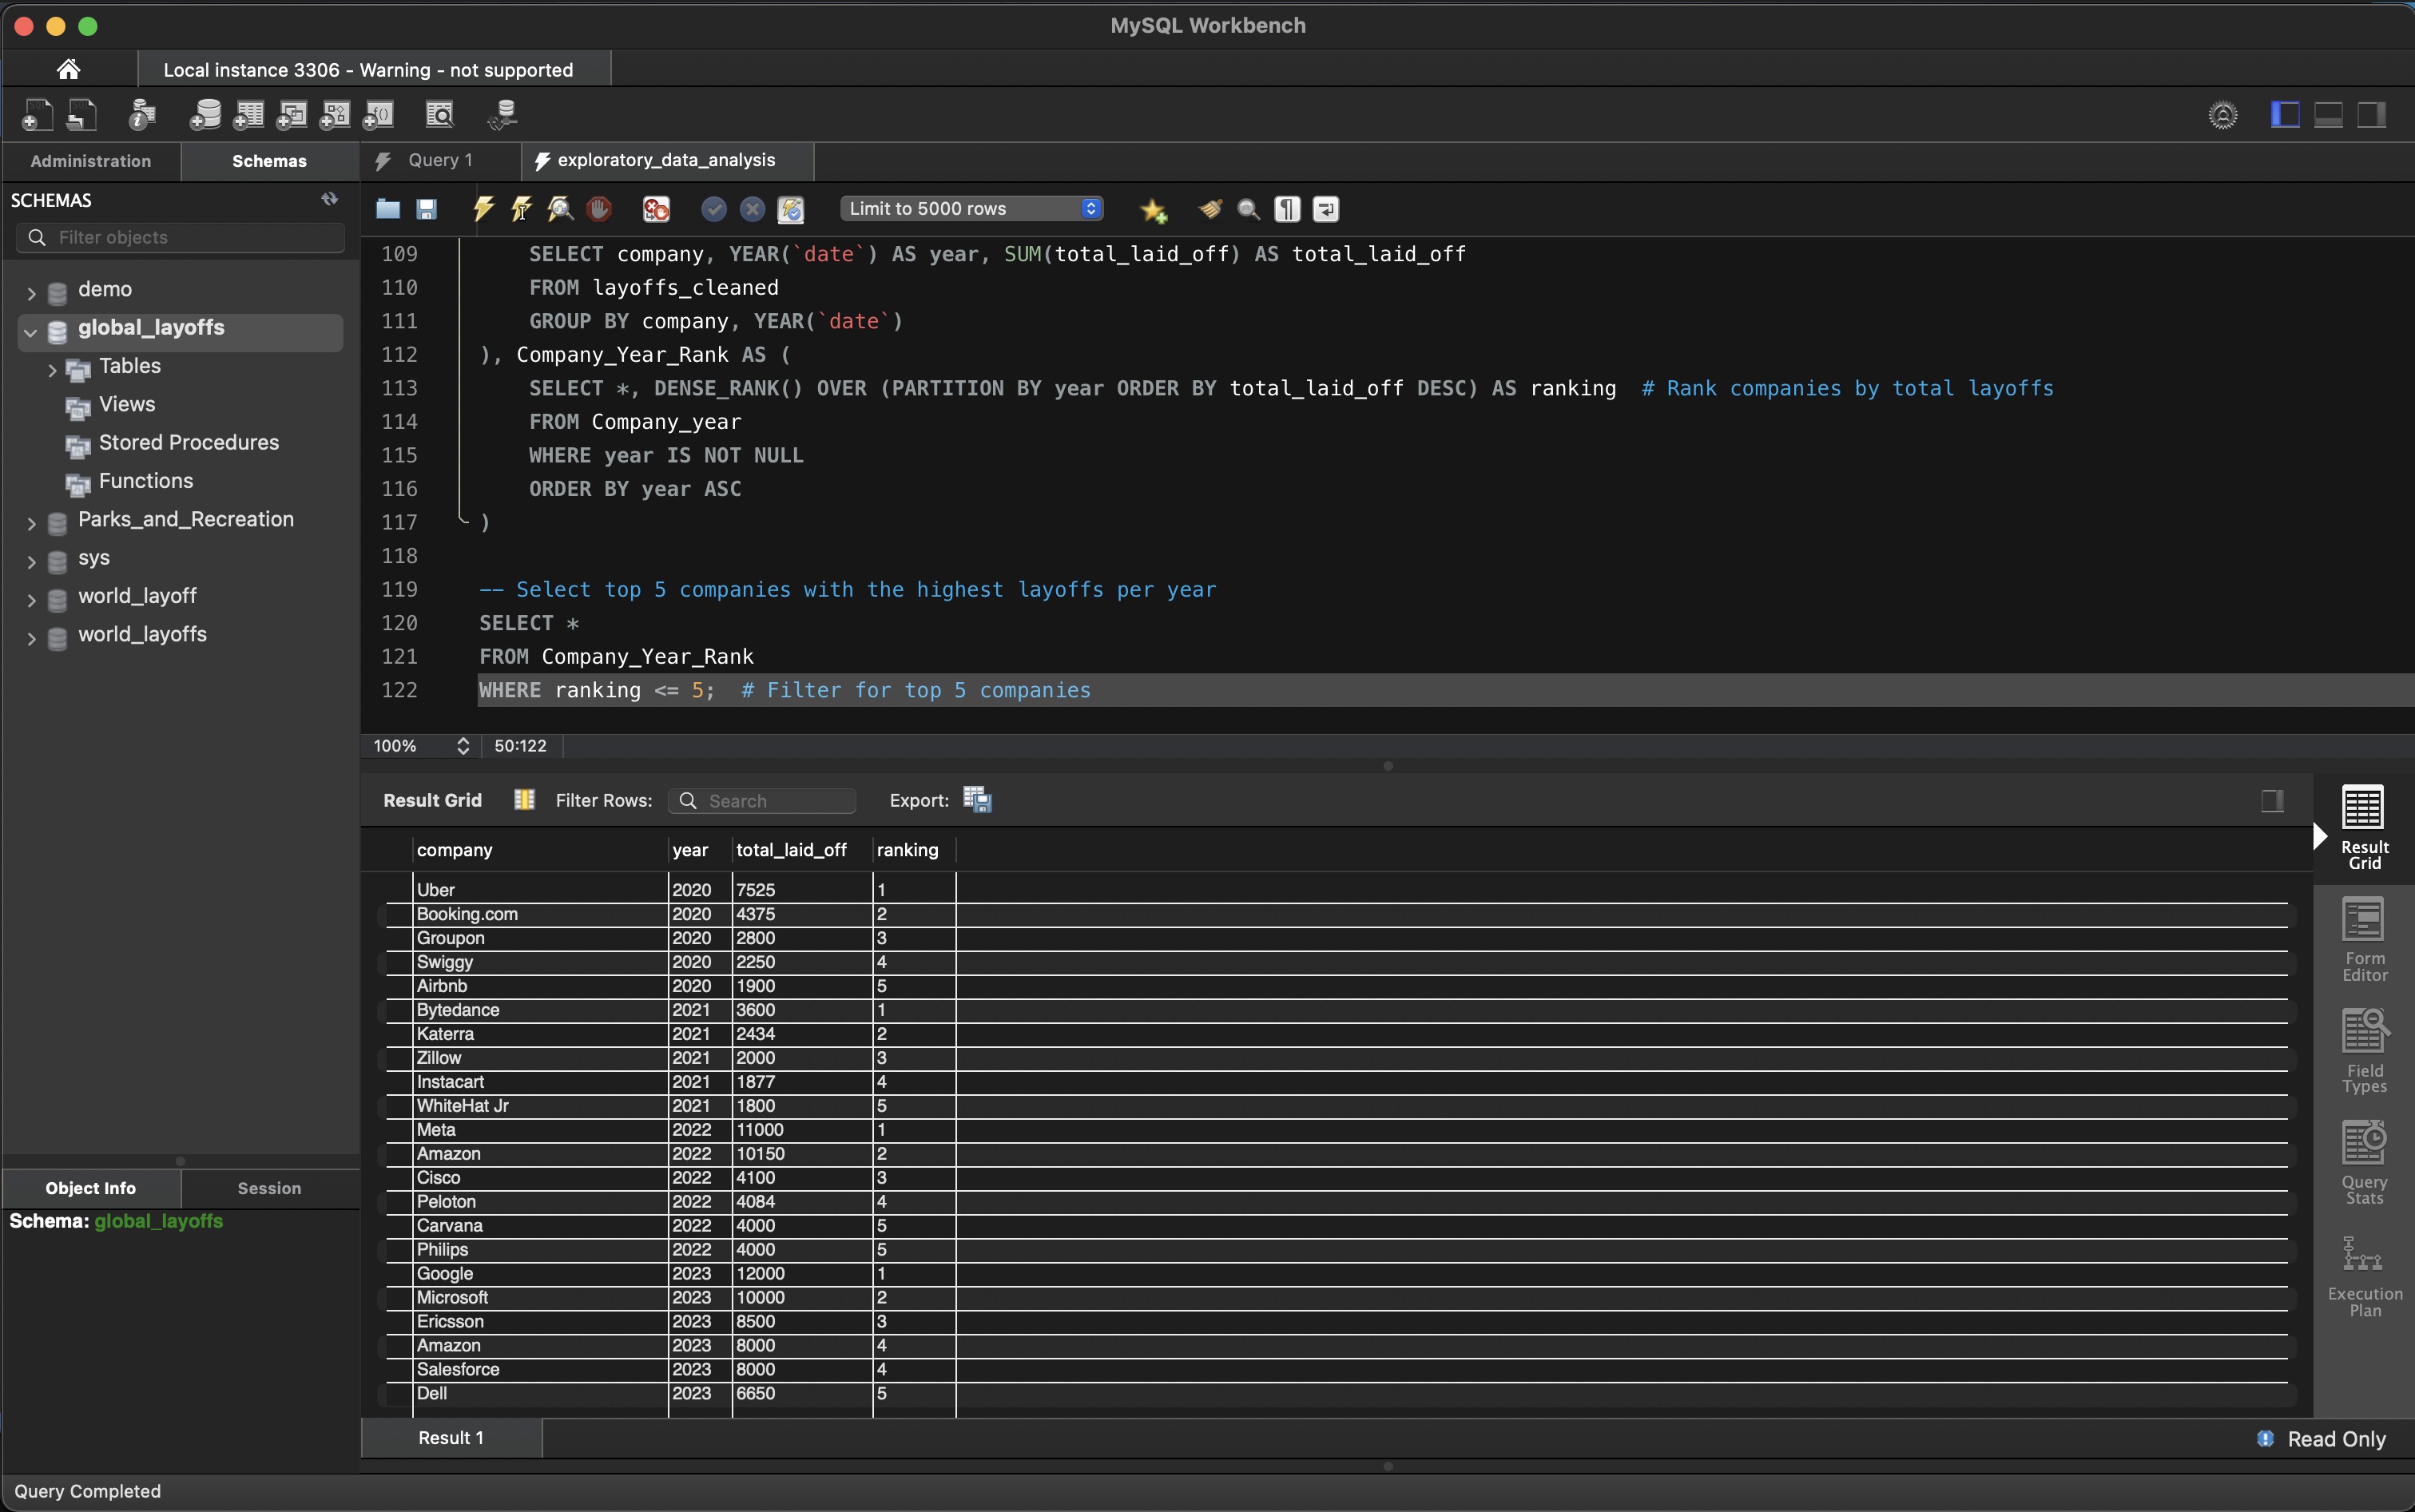 MySQL Workbench
Local instance 3306 - Warning - not supported
Administration
Schemas
Query 1
exploratory_data_analysis
SCHEMAS
Filter objects
demo
global_layoffs
Tables
Views
Stored Procedures
Functions
Parks_and_Recreation
sys
world_layoff
world_layoffs
Object Info
Session
Schema: global_layoffs
Limit to 5000 rows
109 SELECT company, YEAR(`date`) AS year, SUM(total_laid_off) AS total_laid_off
110 FROM layoffs_cleaned
111 GROUP BY company, YEAR(`date`)
112 ), Company_Year_Rank AS (
113 SELECT *, DENSE_RANK() OVER (PARTITION BY year ORDER BY total_laid_off DESC) AS ranking # Rank companies by total layoffs
114 FROM Company_year
115 WHERE year IS NOT NULL
116 ORDER BY year ASC
117 )
118
119 -- Select top 5 companies with the highest layoffs per year
120 SELECT *
121 FROM Company_Year_Rank
122 WHERE ranking <= 5; # Filter for top 5 companies
100% 50:122
Result Grid Filter Rows: Search Export:
company year total_laid_off ranking
Uber 2020 7525 1
Booking.com 2020 4375 2
Groupon 2020 2800 3
Swiggy 2020 2250 4
Airbnb 2020 1900 5
Bytedance 2021 3600 1
Katerra 2021 2434 2
Zillow 2021 2000 3
Instacart 2021 1877 4
WhiteHat Jr 2021 1800 5
Meta 2022 11000 1
Amazon 2022 10150 2
Cisco 2022 4100 3
Peloton 2022 4084 4
Carvana 2022 4000 5
Philips 2022 4000 5
Google 2023 12000 1
Microsoft 2023 10000 2
Ericsson 2023 8500 3
Amazon 2023 8000 4
Salesforce 2023 8000 4
Dell 2023 6650 5
Result
Grid
Form
Editor
Field
Types
Query
Stats
Execution
Plan
Result 1
Read Only
Query Completed